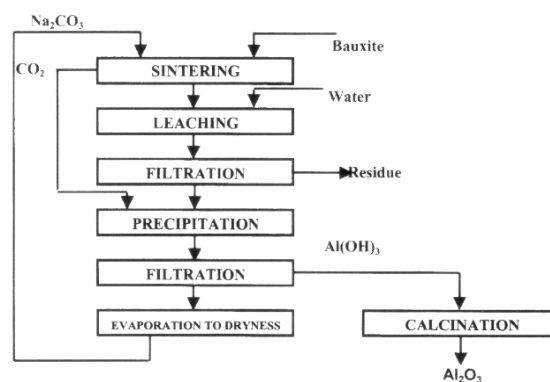 Na₂CO₃
Bauxite
CO₂
SINTERING
Water
LEACHING
FILTRATION
Residue
PRECIPITATION
Al(OH)₃
FILTRATION
EVAPORATION TO DRYNESS
CALCINATION
Al₂O₃